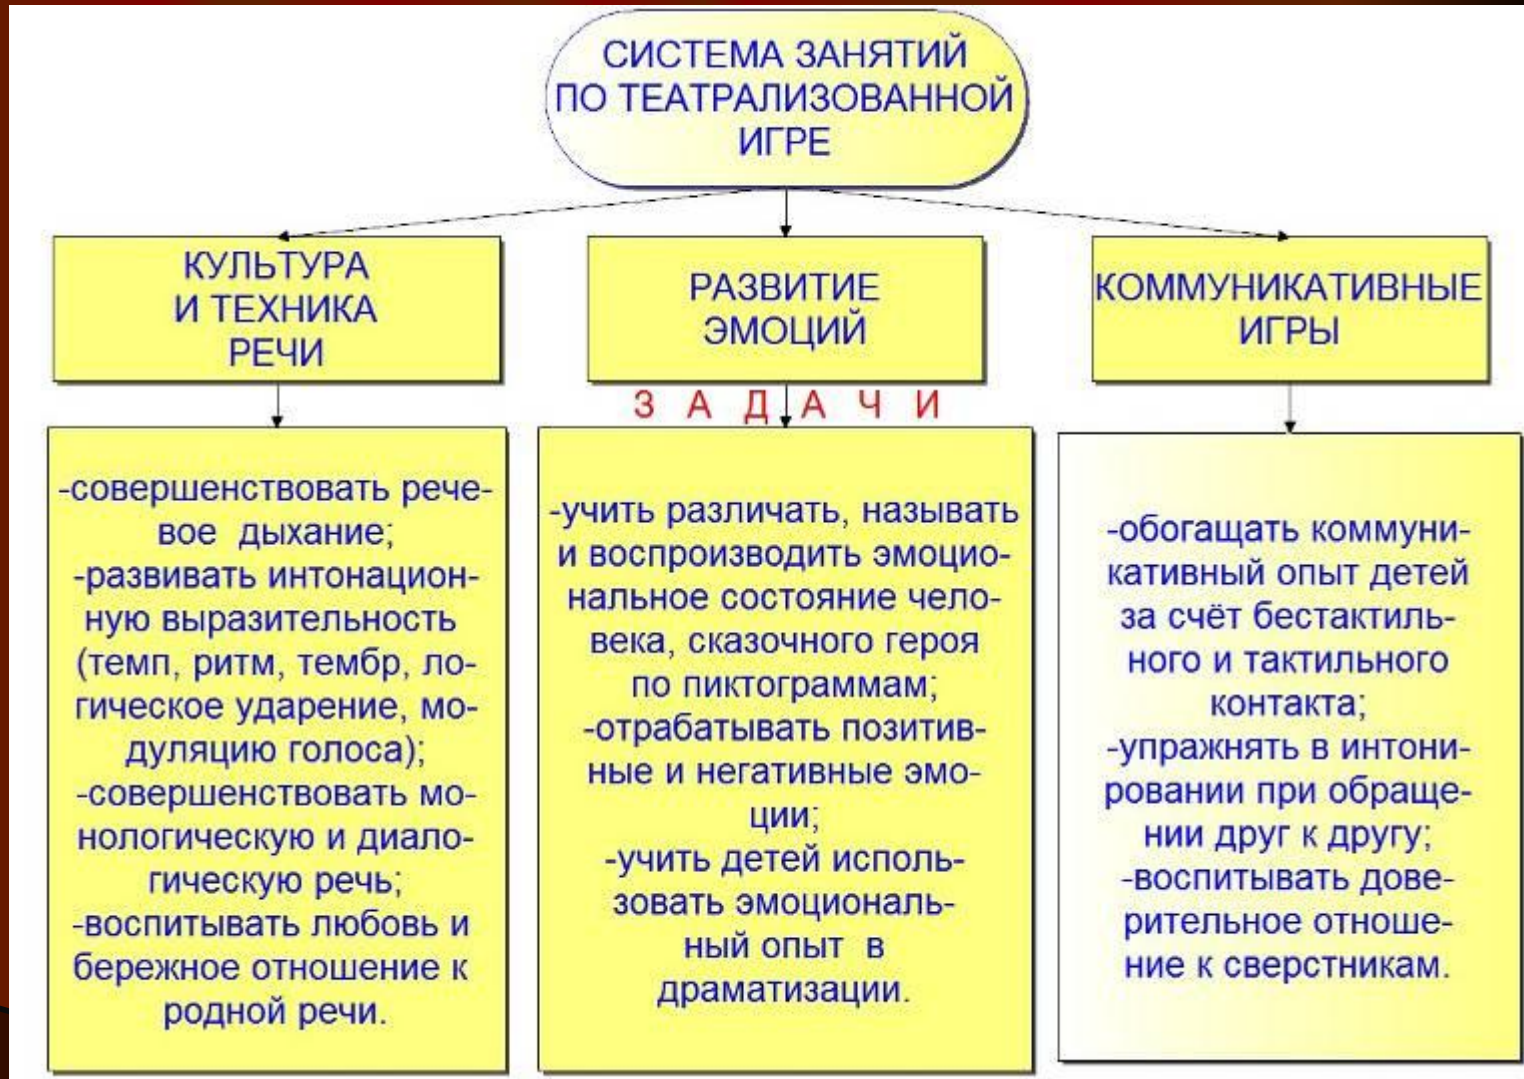 СИСТЕМА ЗАНЯТИЙ
ПО ТЕАТРАЛИЗОВАННОЙ
ИГРЕ
КУЛЬТУРА
И ТЕХНИКА
РЕЧИ
РАЗВИТИЕ
ЭМОЦИЙ
КОММУНИКАТИВНЫЕ
ИГРЫ
З А Д А Ч И
-совершенствовать рече-
вое дыхание;
-развивать интонацион-
ную выразительность
(темп, ритм, тембр, ло-
гическое ударение, мо-
дуляцию голоса);
-совершенствовать мо-
нологическую и диало-
гическую речь;
-воспитывать любовь и
бережное отношение к
родной речи.
-учить различать, называть
и воспроизводить эмоцио-
нальное состояние чело-
века, сказочного героя
по пиктограммам;
-отрабатывать позитив-
ные и негативные эмо-
ции;
-учить детей исполь-
зовать эмоциональ-
ный опыт в
драматизации.
-обогащать коммуни-
кативный опыт детей
за счёт бестактиль-
ного и тактильного
контакта;
-упражнять в интони-
ровании при обраще-
нии друг к другу;
-воспитывать дове-
рительное отноше-
ние к сверстникам.